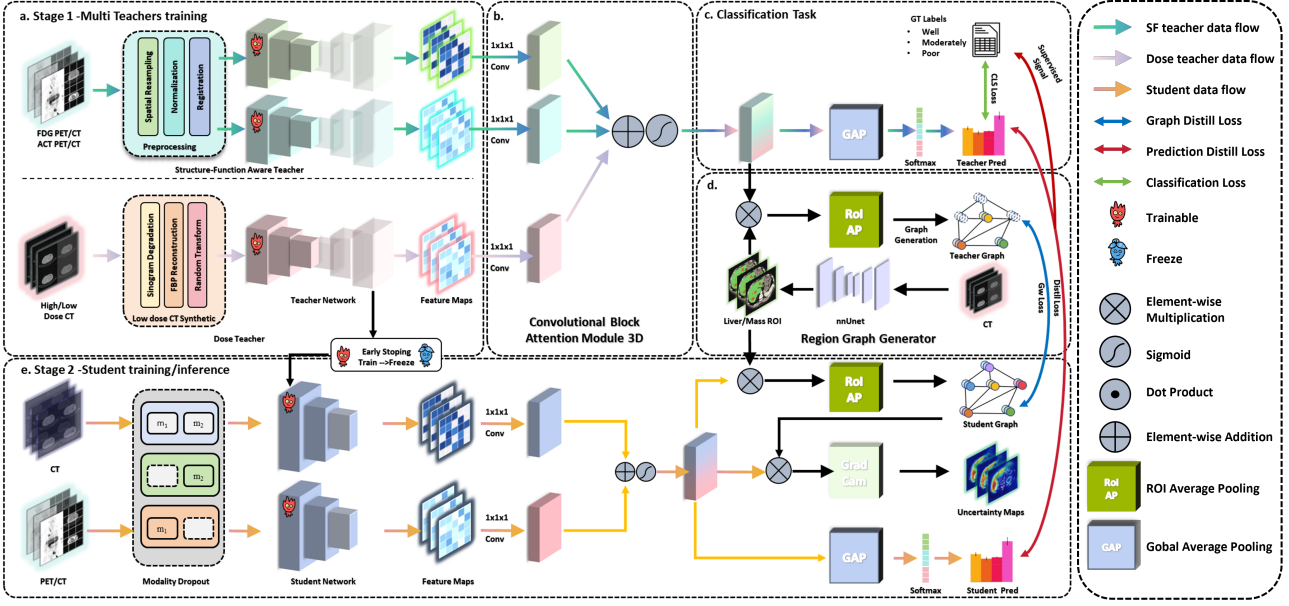 a. Stage 1 -Multi Teachers training
FDG PET/CT
ACT PET/CT
Spatial Resampling
Normalization
Registration
Preprocessing
Structure-Function Aware Teacher
High/Low
Dose CT
Sinogram Degradation
FBP Reconstruction
Random Transform
Low dose CT Synthetic
Dose Teacher
Teacher Network
Feature Maps
Early Stoping
Train -->Freeze
b.
1x1x1
Conv
1x1x1
Conv
1x1x1
Conv
Convolutional Block
Attention Module 3D
c. Classification Task
GT Labels
• Well
• Moderately
• Poor
CLS Loss
Supervised
Signal
GAP
Softmax
Teacher Pred
d.
RoI
AP
Graph
Generation
Teacher Graph
Liver/Mass ROI
nnUnet
CT
Region Graph Generator
Gw Loss
Distill Loss
e. Stage 2 -Student training/inference
CT
PET/CT
m₁
m₂
m₂
m₁
Modality Dropout
Student Network
Feature Maps
1x1x1
Conv
1x1x1
Conv
RoI
AP
Student Graph
Grad
Cam
Uncertainty Maps
GAP
Softmax
Student Pred
SF teacher data flow
Dose teacher data flow
Student data flow
Graph Distill Loss
Prediction Distill Loss
Classification Loss
Trainable
Freeze
Element-wise
Multiplication
Sigmoid
Dot Product
Element-wise Addition
RoI
AP
ROI Average Pooling
GAP
Gobal Average Pooling